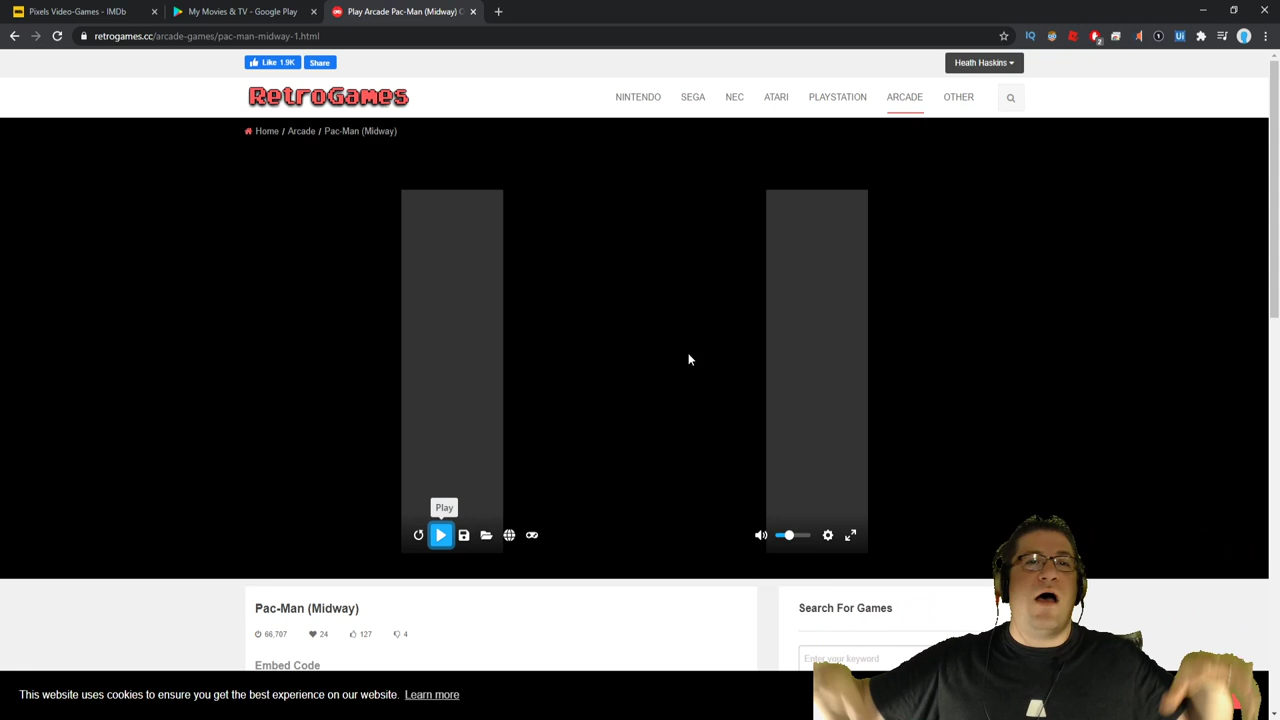 Pixels Video-Games - IMDb
My Movies & TV - Google Play
Play Arcade Pac-Man (Midway)
retrogames.cc/arcade-games/pac-man-midway-1.html
Like 1.9K
Share
Heath Haskins
RetroGames
NINTENDO
SEGA
NEC
ATARI
PLAYSTATION
ARCADE
OTHER
Home / Arcade / Pac-Man (Midway)
Play
Pac-Man (Midway)
66,707
24
127
4
Embed Code
Search For Games
Enter your keyword
This website uses cookies to ensure you get the best experience on our website. Learn more